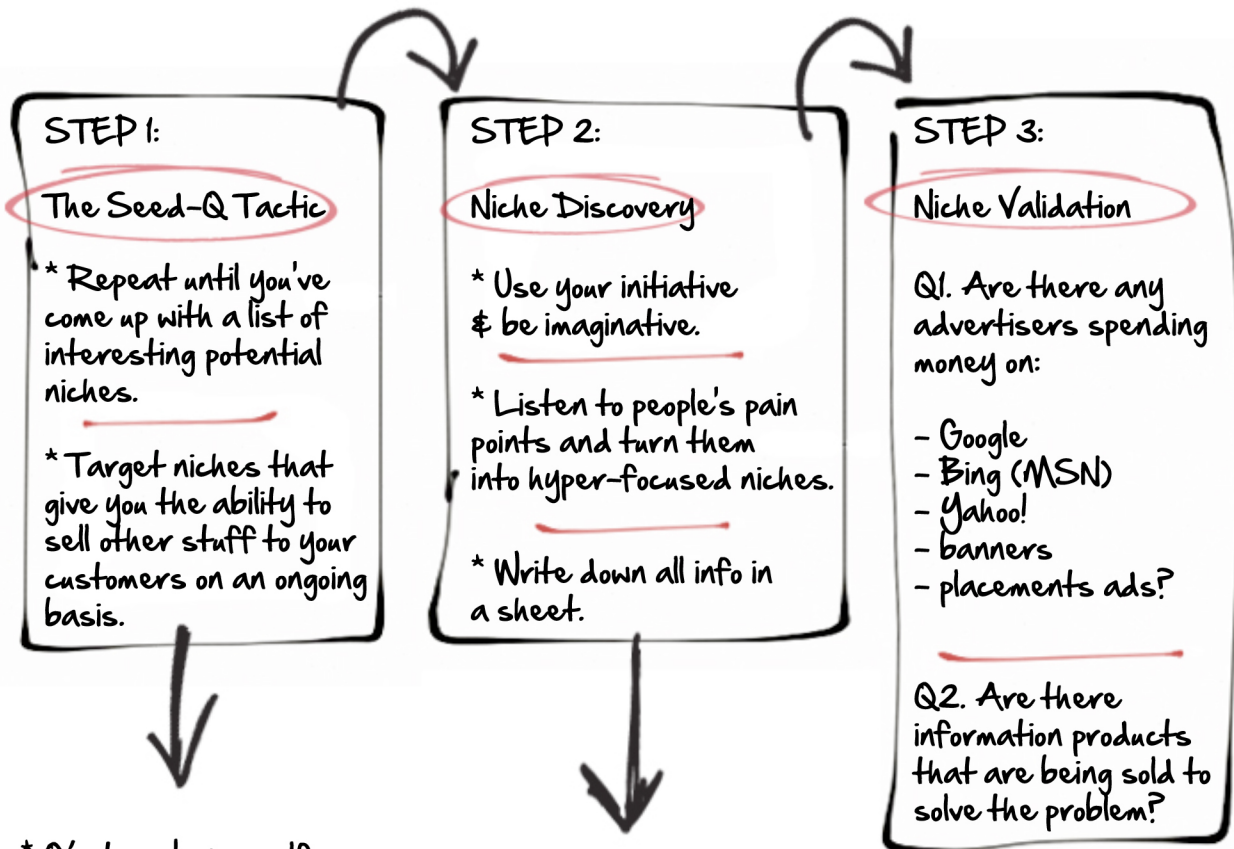 STEP 1:
The Seed-Q Tactic
* Repeat until you've
come up with a list of
interesting potential
niches.
* Target niches that
give you the ability to
sell other stuff to your
customers on an ongoing
basis.
STEP 2:
Niche Discovery
* Use your initiative
& be imaginative.
* Listen to people's pain
points and turn them
into hyper-focused niches.
* Write down all info in
a sheet.
STEP 3:
Niche Validation
Q1. Are there any
advertisers spending
money on:
- Google
- Bing (MSN)
- Yahoo!
- banners
- placements ads?
Q2. Are there
information products
that are being sold to
solve the problem?